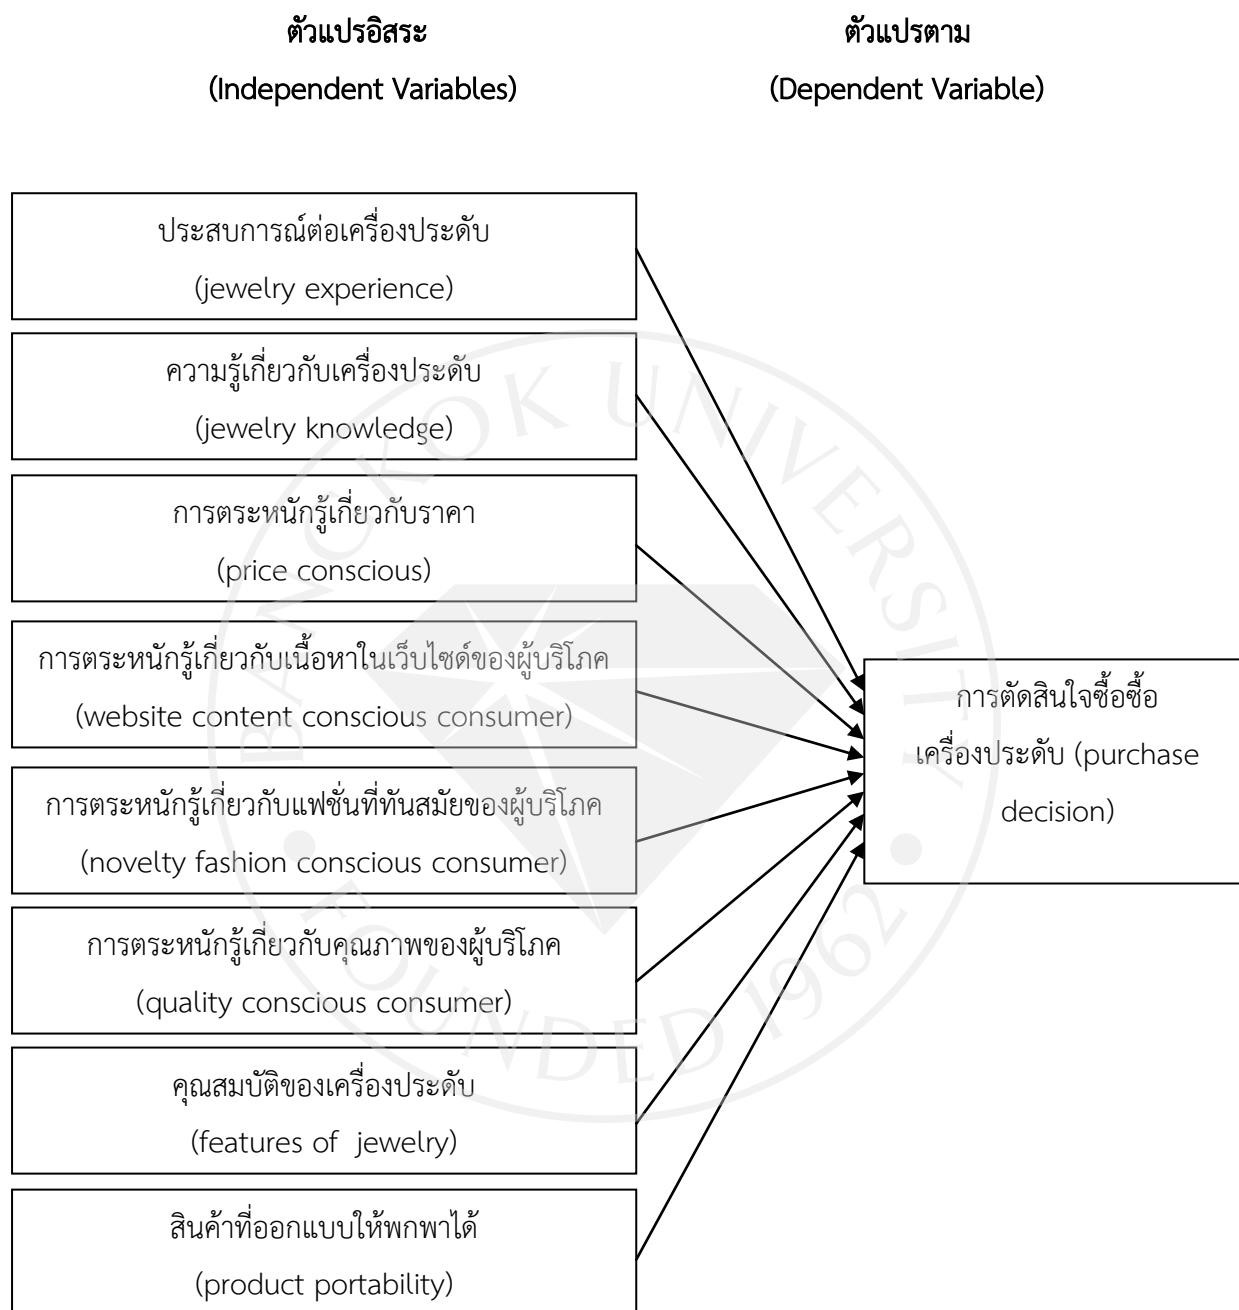 ตัวแปรอิสระ
(Independent Variables)
ตัวแปรตาม
(Dependent Variable)
ประสบการณ์ต่อเครื่องประดับ
(jewelry experience)
ความรู้เกี่ยวกับเครื่องประดับ
(jewelry knowledge)
การตระหนักรู้เกี่ยวกับราคา
(price conscious)
การตระหนักรู้เกี่ยวกับเนื้อหาในเว็บไซด์ของผู้บริโภค
(website content conscious consumer)
การตระหนักรู้เกี่ยวกับแฟชั่นที่ทันสมัยของผู้บริโภค
(novelty fashion conscious consumer)
การตระหนักรู้เกี่ยวกับคุณภาพของผู้บริโภค
(quality conscious consumer)
คุณสมบัติของเครื่องประดับ
(features of jewelry)
สินค้าที่ออกแบบให้พกพาได้
(product portability)
การตัดสินใจซื้อซื้อ
เครื่องประดับ (purchase
decision)
BANGKOK UNIVERSITY
FOUNDED 1962